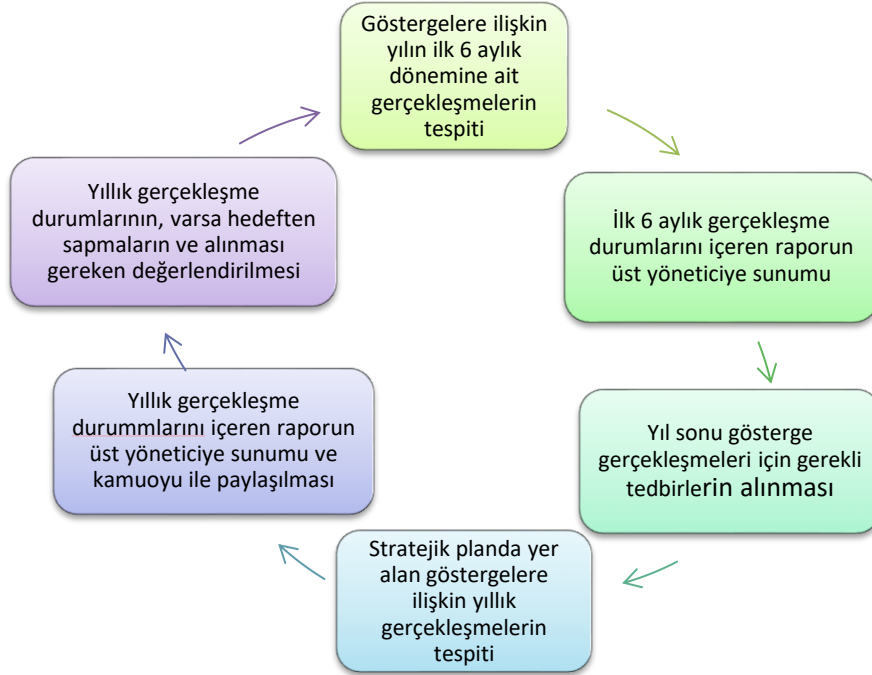 Göstergelere ilişkin
yılın ilk 6 aylık
dönemine ait
gerçekleşmelerin
tespiti
İlk 6 aylık gerçekleşme
durumlarını içeren raporun
üst yöneticiye sunumu
Yıl sonu gösterge
gerçekleşmeleri için gerekli
tedbirlerin alınması
Stratejik planda yer
alan göstergelere
ilişkin yıllık
gerçekleşmelerin
tespiti
Yıllık gerçekleşme
durummlarını içeren raporun
üst yöneticiye sunumu ve
kamuoyu ile paylaşılması
Yıllık gerçekleşme
durumlarının, varsa hedeften
sapmaların ve alınması
gereken değerlendirilmesi